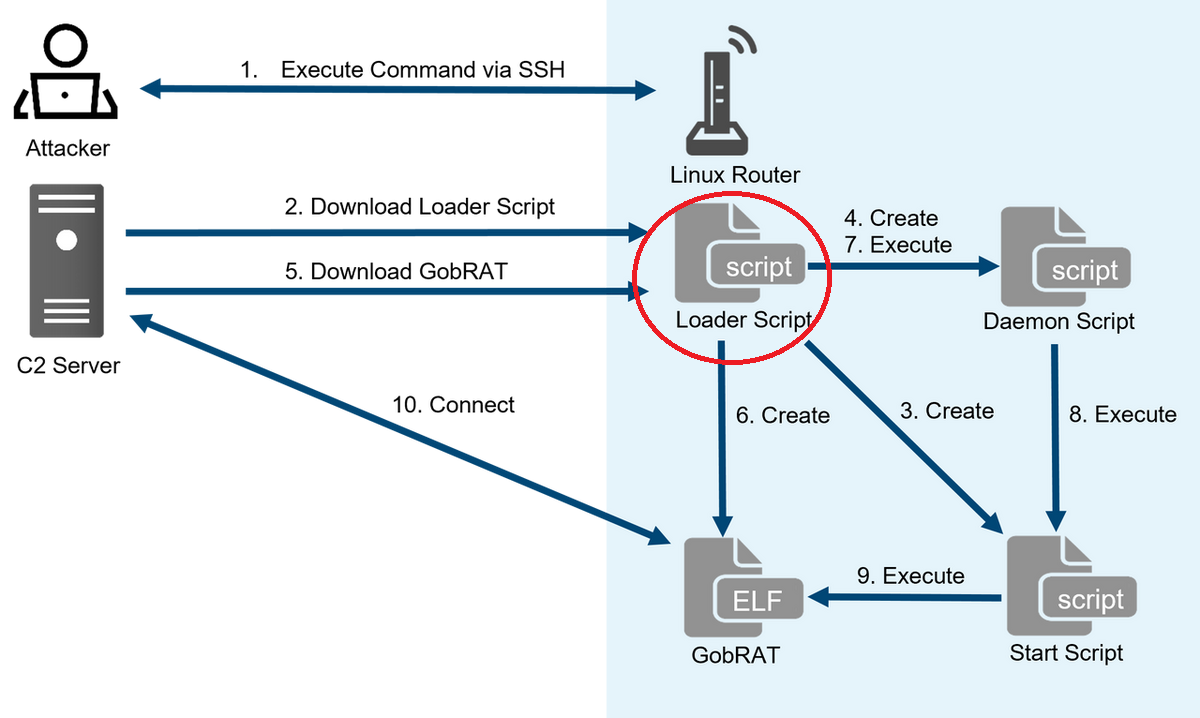 1. Execute Command via SSH
Attacker
Linux Router
2. Download Loader Script
4. Create
7. Execute
5. Download GobRAT
script
script
Loader Script
Daemon Script
C2 Server
10. Connect
6. Create
3. Create
8. Execute
9. Execute
ELF
script
GobRAT
Start Script